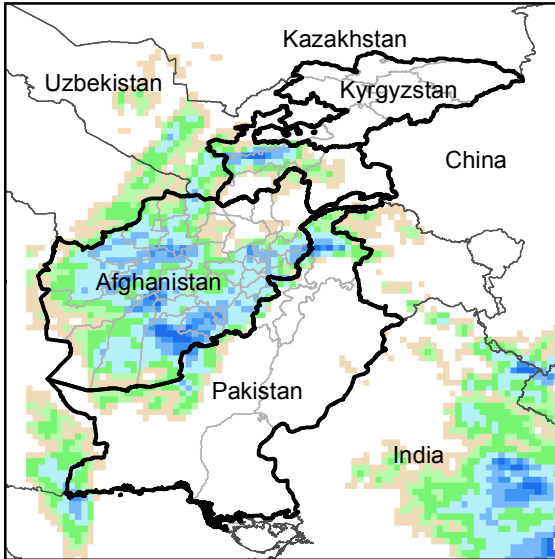 Kazakhstan
Uzbekistan
Kyrgyzstan
China
Afghanistan
Pakistan
India